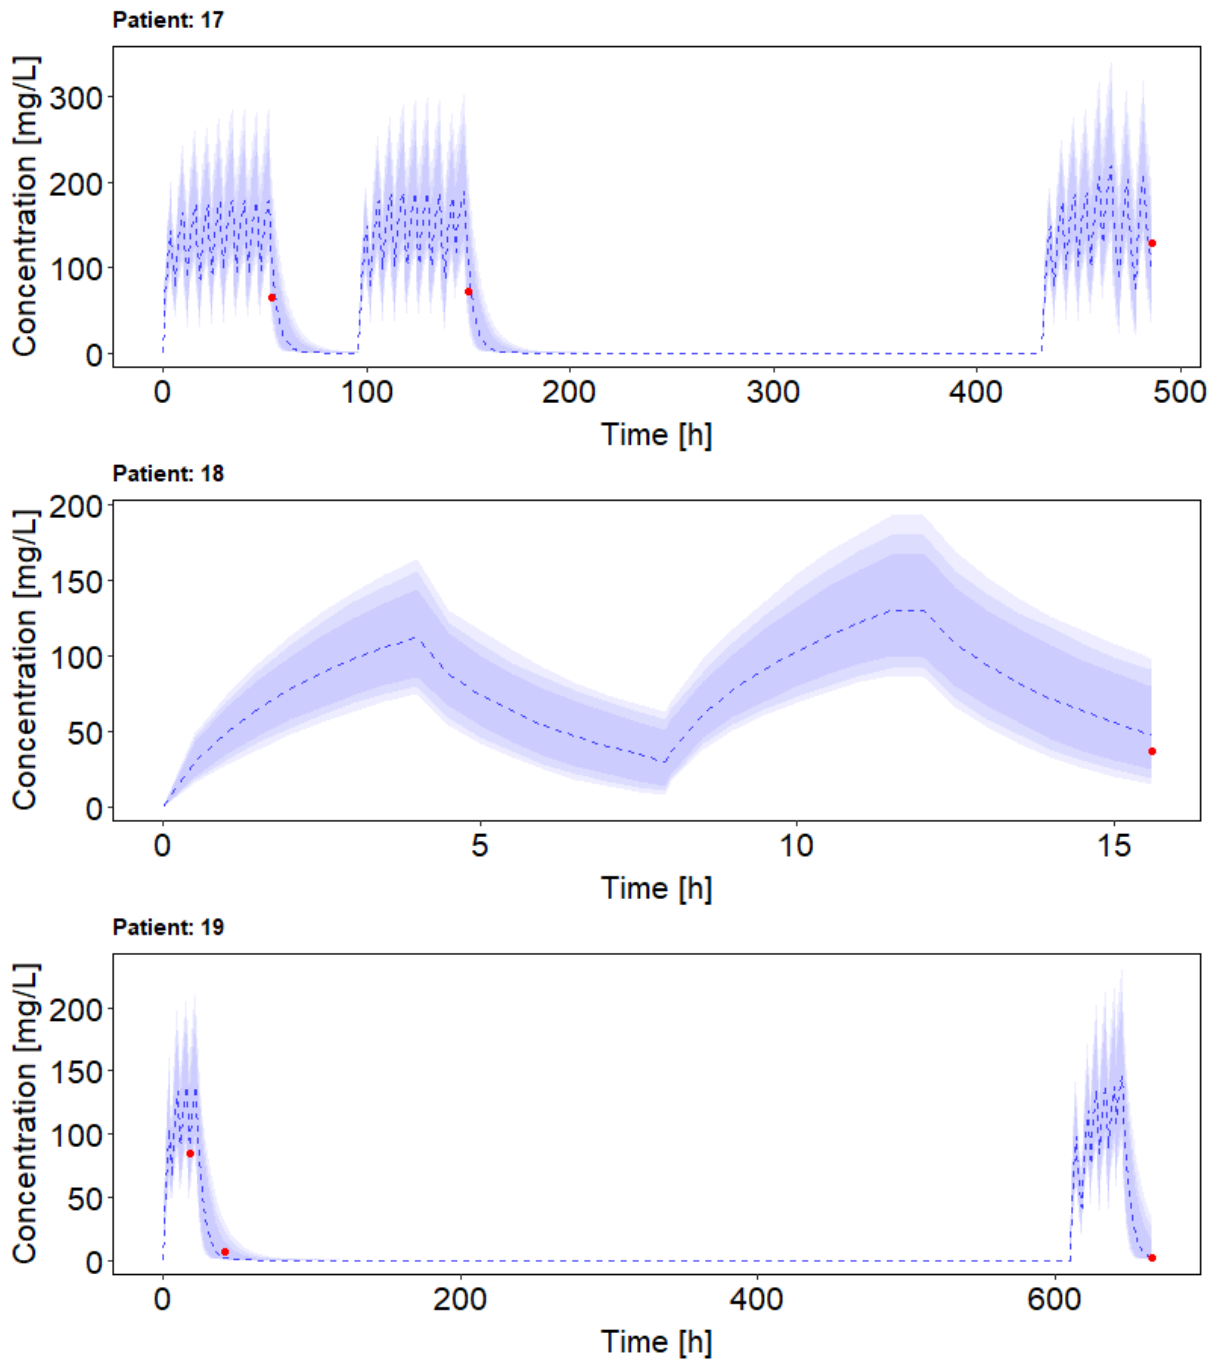 Patient: 17
Concentration [mg/L]
300
200
100
0
0 100 200 300 400 500
Time [h]
Patient: 18
Concentration [mg/L]
200
150
100
50
0
0 5 10 15
Time [h]
Patient: 19
Concentration [mg/L]
200
150
100
50
0
0 200 400 600
Time [h]